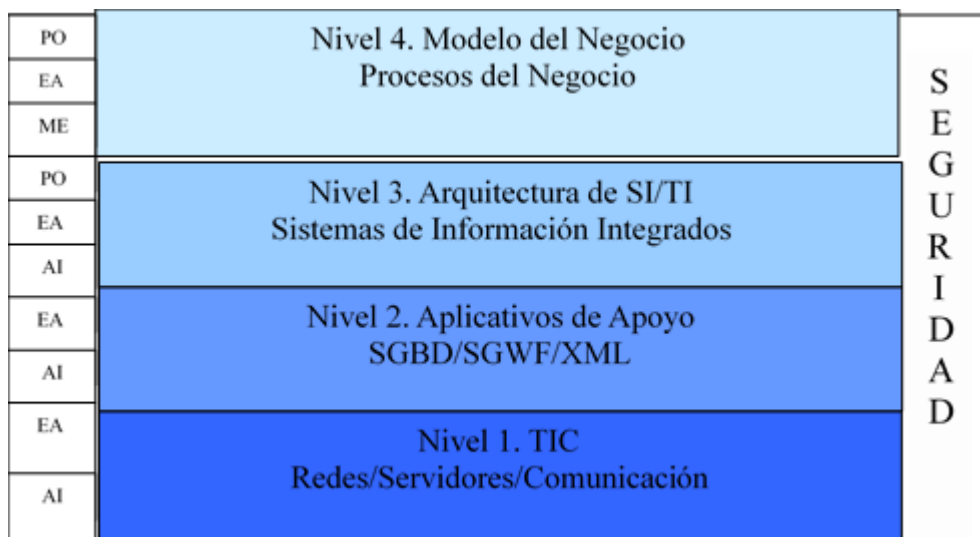 PO
EA
ME
Nivel 4. Modelo del Negocio
Procesos del Negocio
PO
EA
AI
Nivel 3. Arquitectura de SI/TI
Sistemas de Información Integrados
EA
AI
Nivel 2. Aplicativos de Apoyo
SGBD/SGWF/XML
EA
AI
Nivel 1. TIC
Redes/Servidores/Comunicación
S
E
G
U
R
I
D
A
D